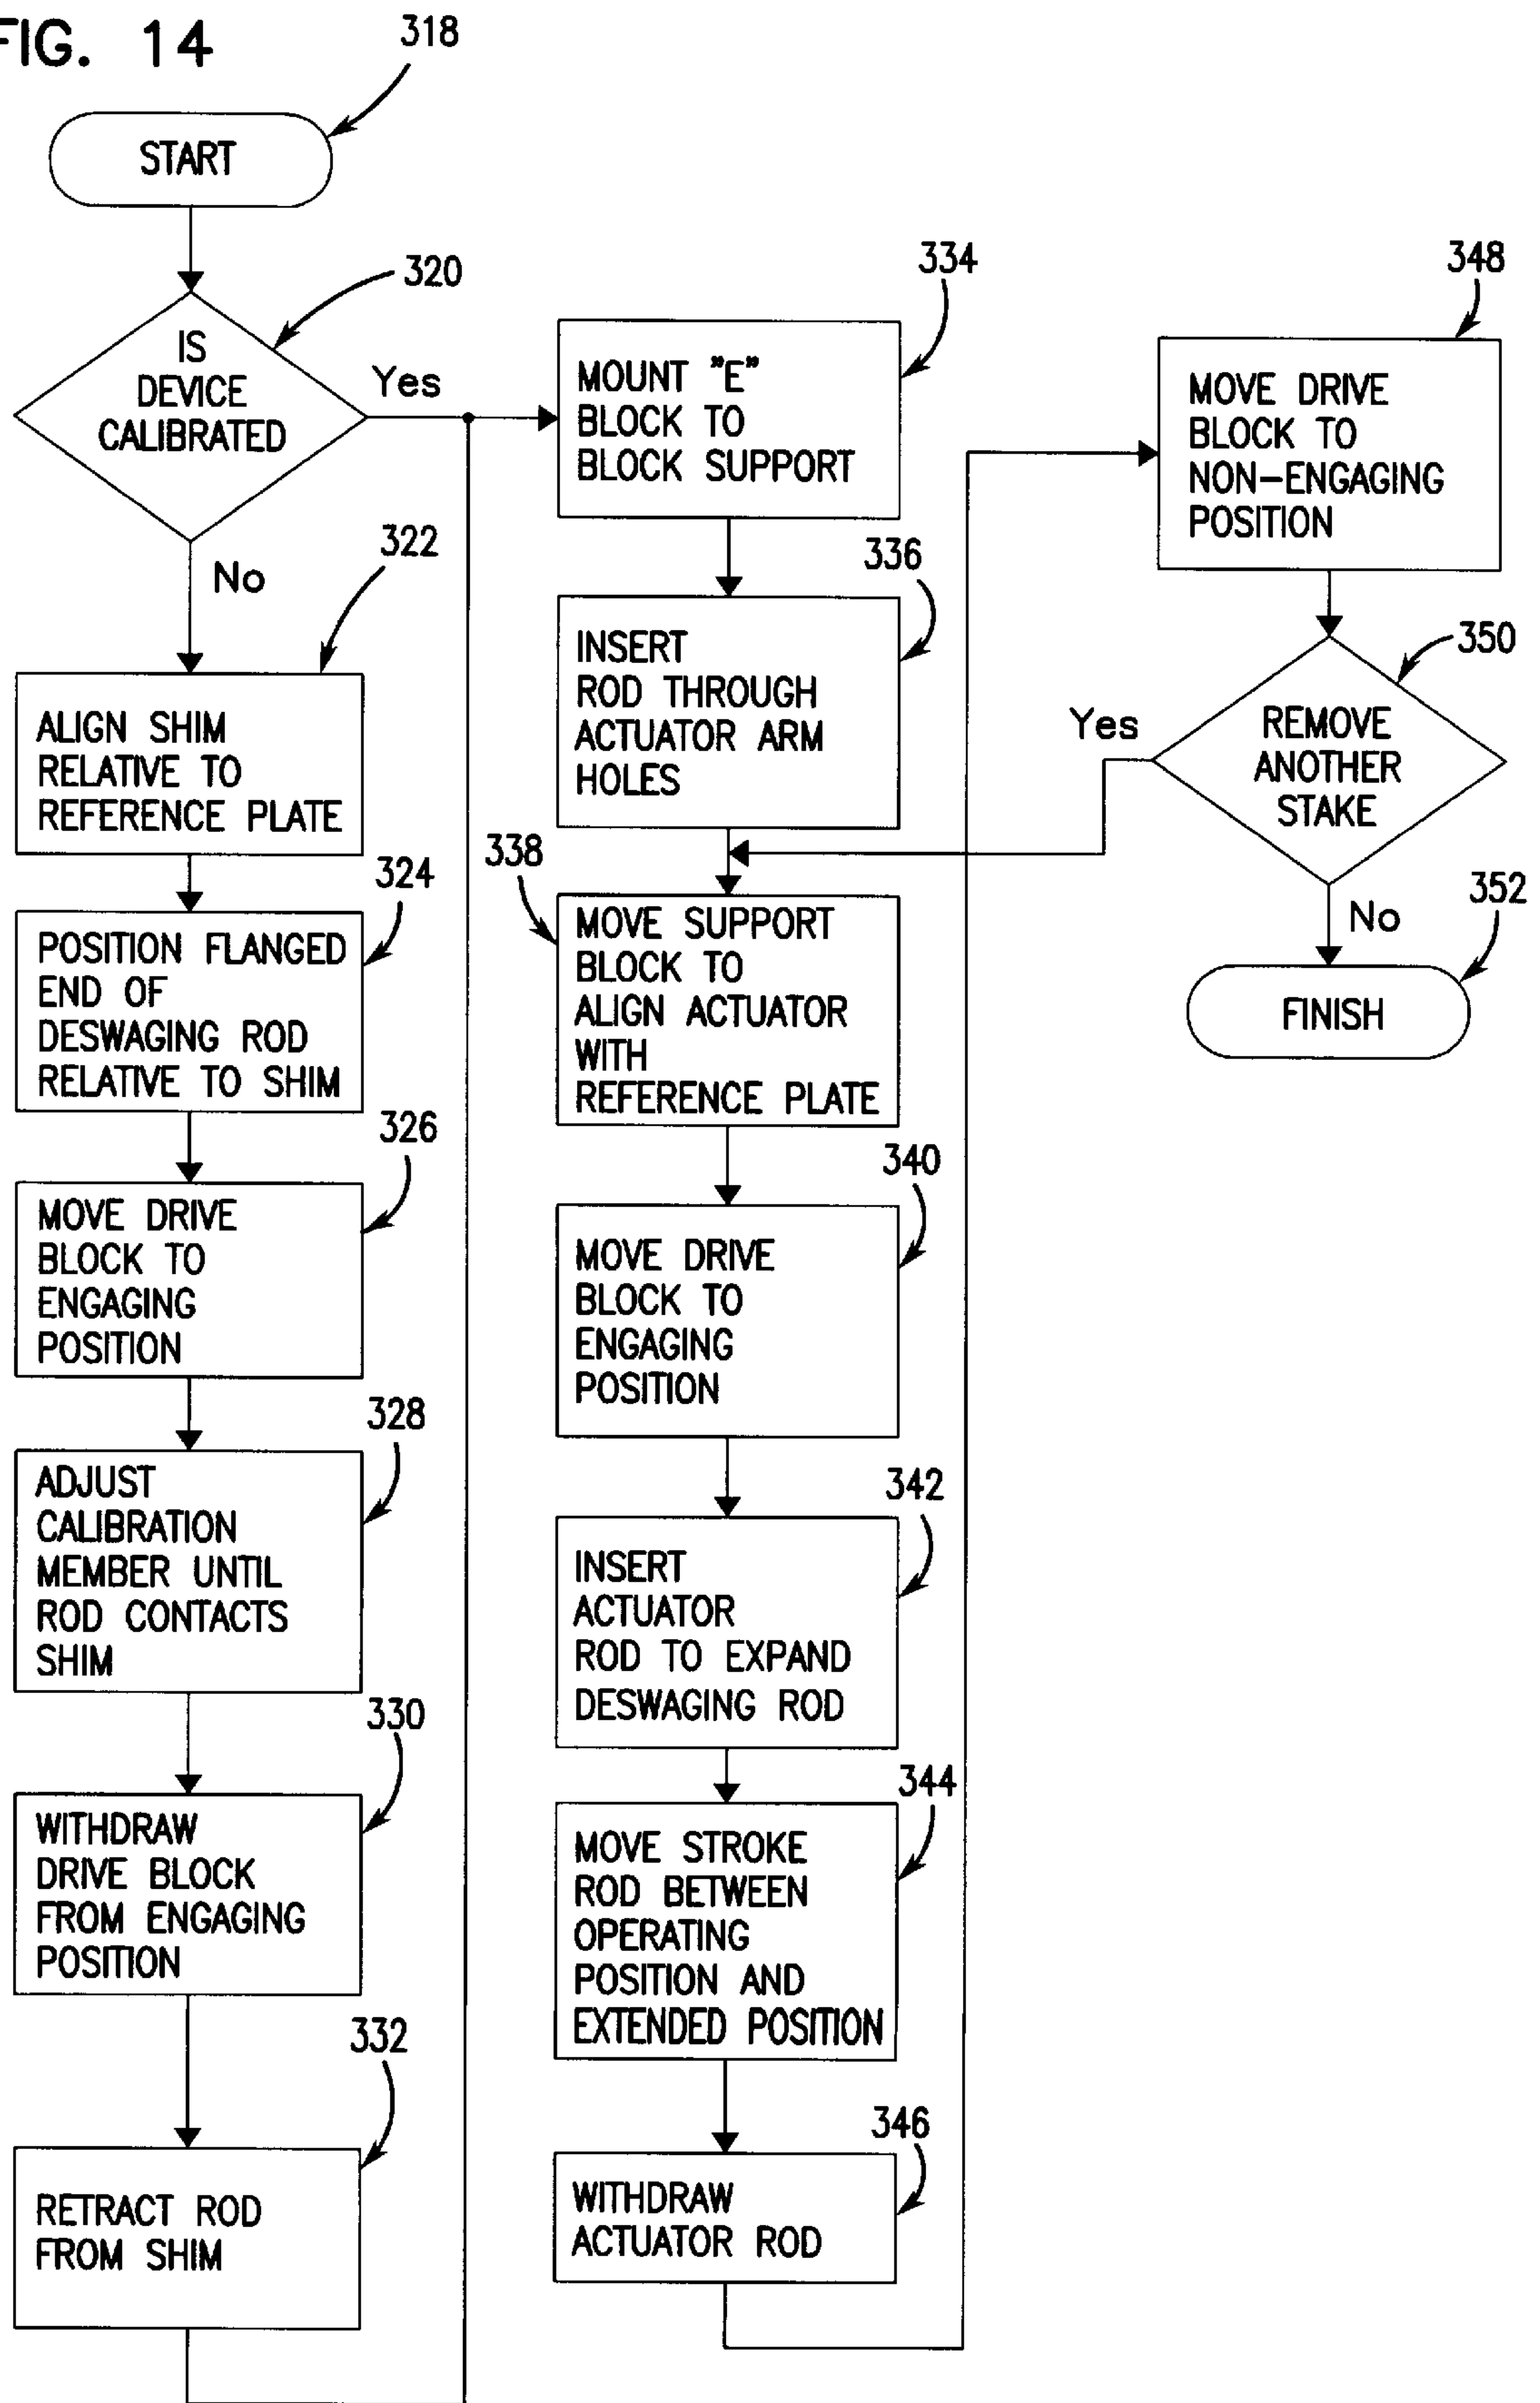 FIG. 14
318
START
320
IS
DEVICE
CALIBRATED
Yes
No
322
ALIGN SHIM
RELATIVE TO
REFERENCE PLATE
324
POSITION FLANGED
END OF
DESWAGING ROD
RELATIVE TO SHIM
326
MOVE DRIVE
BLOCK TO
ENGAGING
POSITION
328
ADJUST
CALIBRATION
MEMBER UNTIL
ROD CONTACTS
SHIM
330
WITHDRAW
DRIVE BLOCK
FROM ENGAGING
POSITION
332
RETRACT ROD
FROM SHIM
334
MOUNT "E"
BLOCK TO
BLOCK SUPPORT
336
INSERT
ROD THROUGH
ACTUATOR ARM
HOLES
338
MOVE SUPPORT
BLOCK TO
ALIGN ACTUATOR
WITH
REFERENCE PLATE
340
MOVE DRIVE
BLOCK TO
ENGAGING
POSITION
342
INSERT
ACTUATOR
ROD TO EXPAND
DESWAGING ROD
344
MOVE STROKE
ROD BETWEEN
OPERATING
POSITION AND
EXTENDED POSITION
346
WITHDRAW
ACTUATOR ROD
348
MOVE DRIVE
BLOCK TO
NON-ENGAGING
POSITION
350
Yes
REMOVE
ANOTHER
STAKE
No
352
FINISH